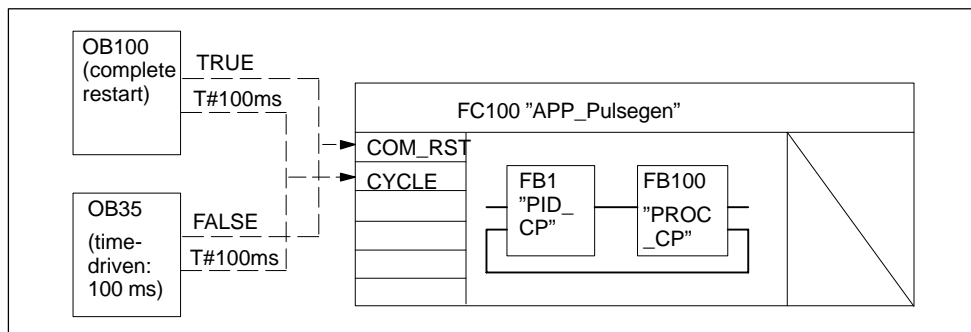 OB100
(complete
restart)
TRUE
T#100ms
FC100 "APP_Pulsegen"
COM_RST
CYCLE
FB1
"PID_
CP"
FB100
"PROC
_CP"
OB35
(time-
driven:
100 ms)
FALSE
T#100ms